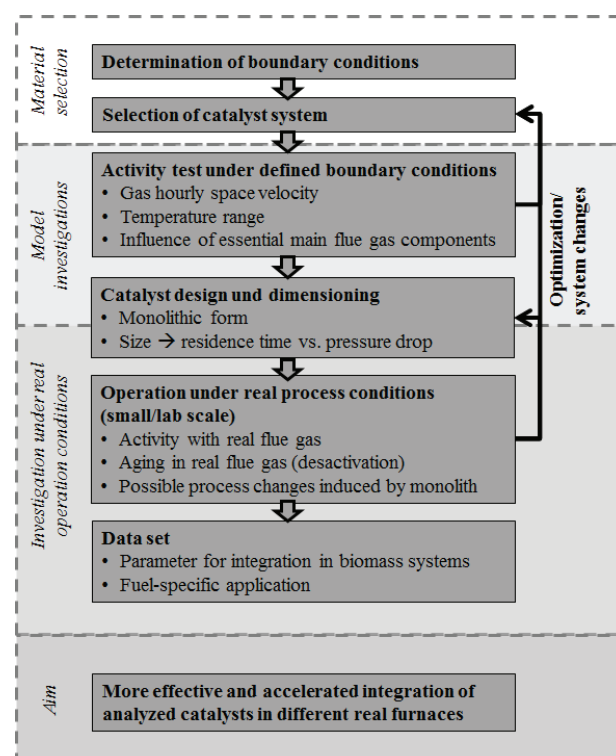 Material
selection
Determination of boundary conditions
Selection of catalyst system
Model
investigations
Activity test under defined boundary conditions
• Gas hourly space velocity
• Temperature range
• Influence of essential main flue gas components
Catalyst design und dimensioning
• Monolithic form
• Size → residence time vs. pressure drop
Optimization/
system changes
Investigation under real
operation conditions
Operation under real process conditions
(small/lab scale)
• Activity with real flue gas
• Aging in real flue gas (desactivation)
• Possible process changes induced by monolith
Data set
• Parameter for integration in biomass systems
• Fuel-specific application
Aim
More effective and accelerated integration of
analyzed catalysts in different real furnaces